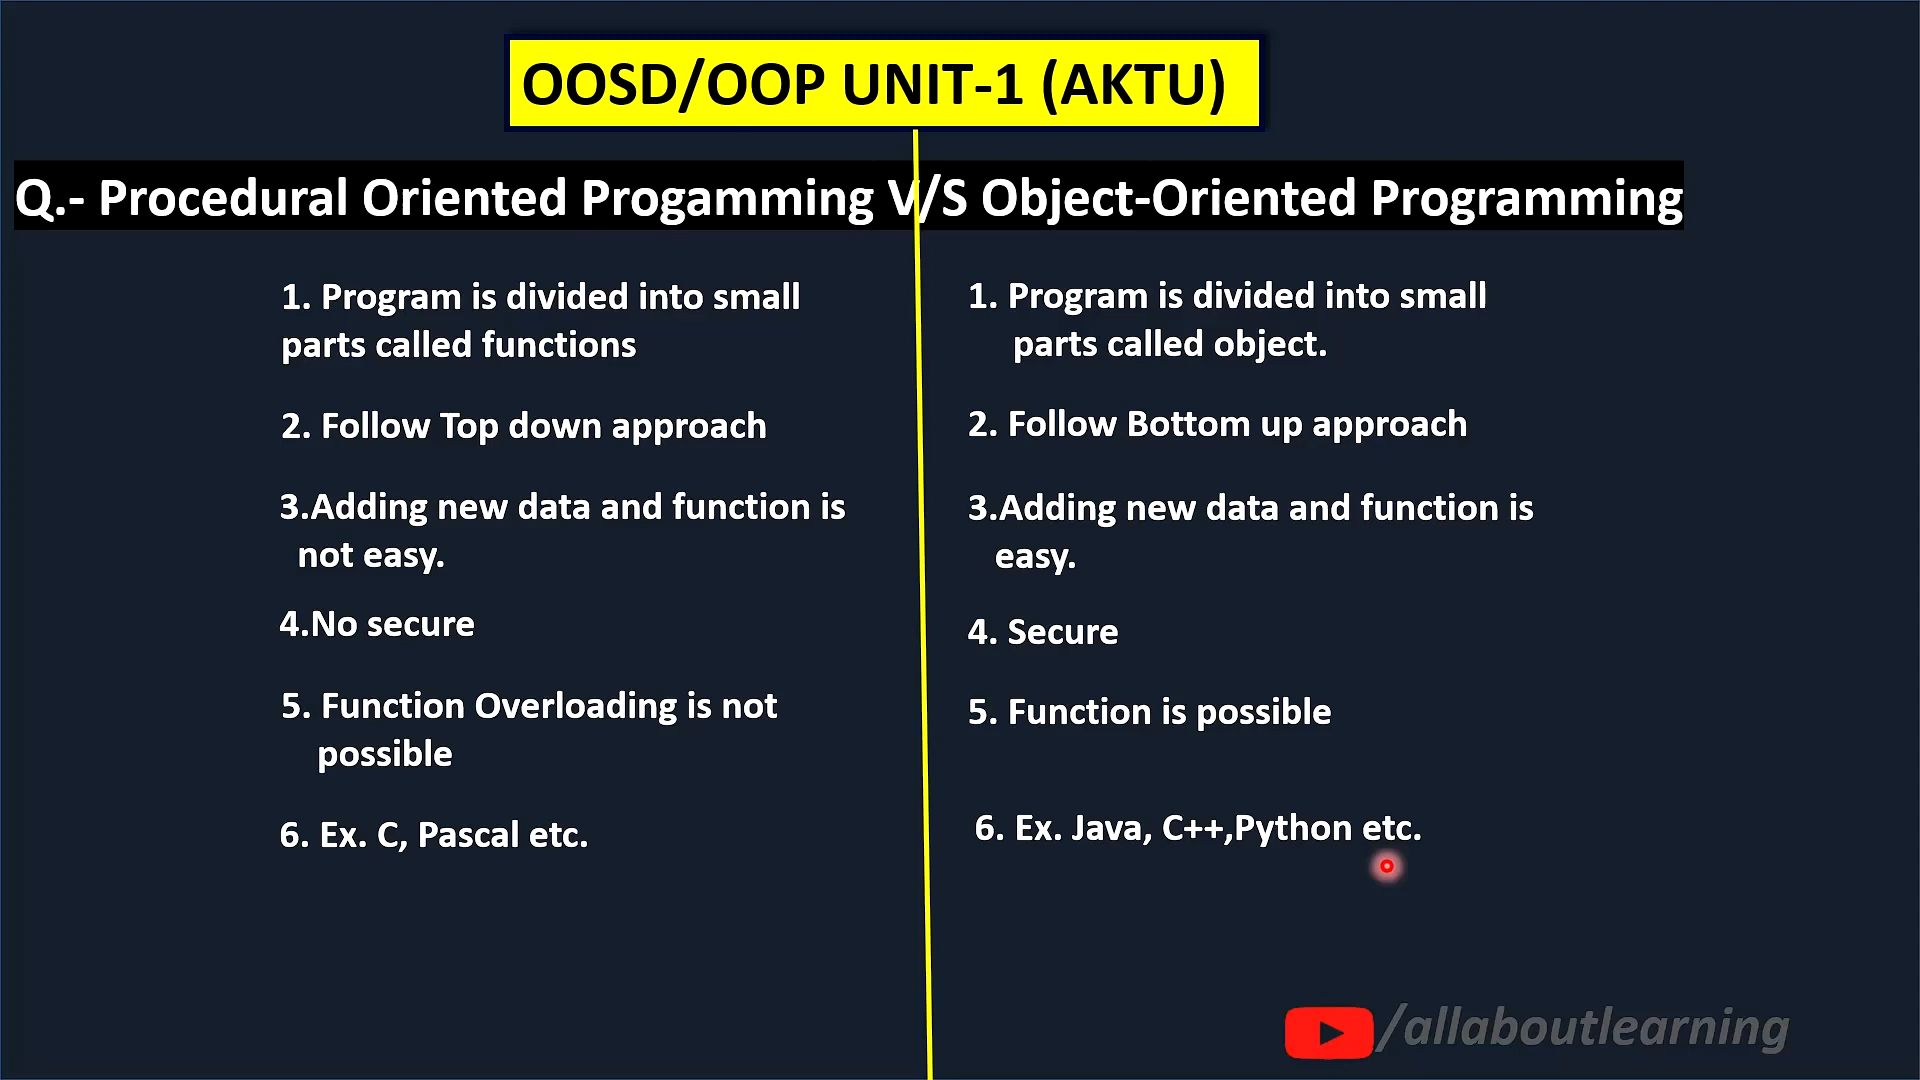 OOSD/OOP UNIT-1 (AKTU)
Q.- Procedural Oriented Progamming V/S Object-Oriented Programming
1. Program is divided into small
parts called functions
2. Follow Top down approach
3.Adding new data and function is
not easy.
4.No secure
5. Function Overloading is not
possible
6. Ex. C, Pascal etc.
1. Program is divided into small
parts called object.
2. Follow Bottom up approach
3.Adding new data and function is
easy.
4. Secure
5. Function is possible
6. Ex. Java, C++,Python etc.
/allaboutlearning